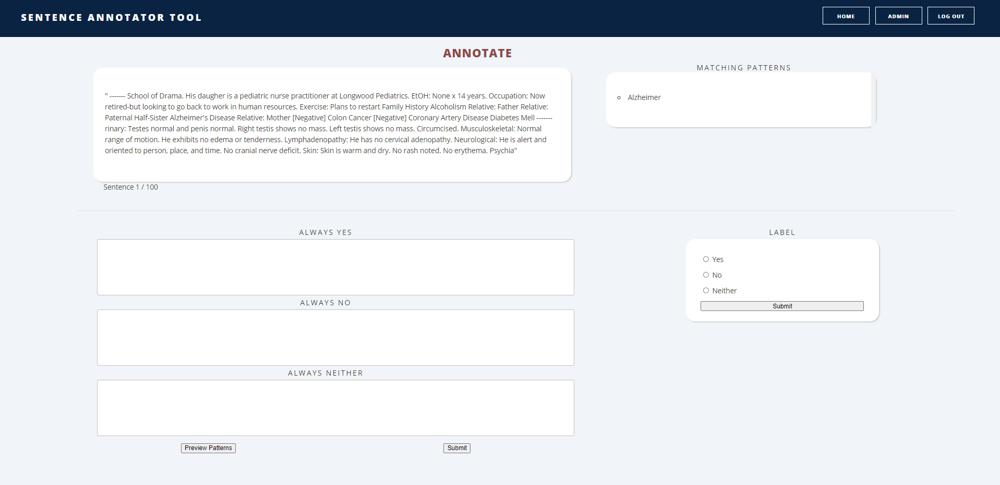 SENTENCE ANNOTATOR TOOL
HOME
ADMIN
LOG OUT
ANNOTATE
" ------- School of Drama. His daugher is a pediatric nurse practitioner at Longwood Pediatrics. EtOH: None x 14 years. Occupation: Now
retired-but looking to go back to work in human resources. Exercise: Plans to restart Family History Alcoholism Relative: Father Relative:
Paternal Half-Sister Alzheimer's Disease Relative: Mother [Negative] Colon Cancer [Negative] Coronary Artery Disease Diabetes Mell -------
rinary: Testes normal and penis normal. Right testis shows no mass. Left testis shows no mass. Circumcised. Musculoskeletal: Normal
range of motion. He exhibits no edema or tenderness. Lymphadenopathy: He has no cervical adenopathy. Neurological: He is alert and
oriented to person, place, and time. No cranial nerve deficit. Skin: Skin is warm and dry. No rash noted. No erythema. Psychia"
Sentence 1 / 100
MATCHING PATTERNS
Alzheimer
ALWAYS YES
ALWAYS NO
ALWAYS NEITHER
Preview Patterns
Submit
LABEL
Yes
No
Neither
Submit